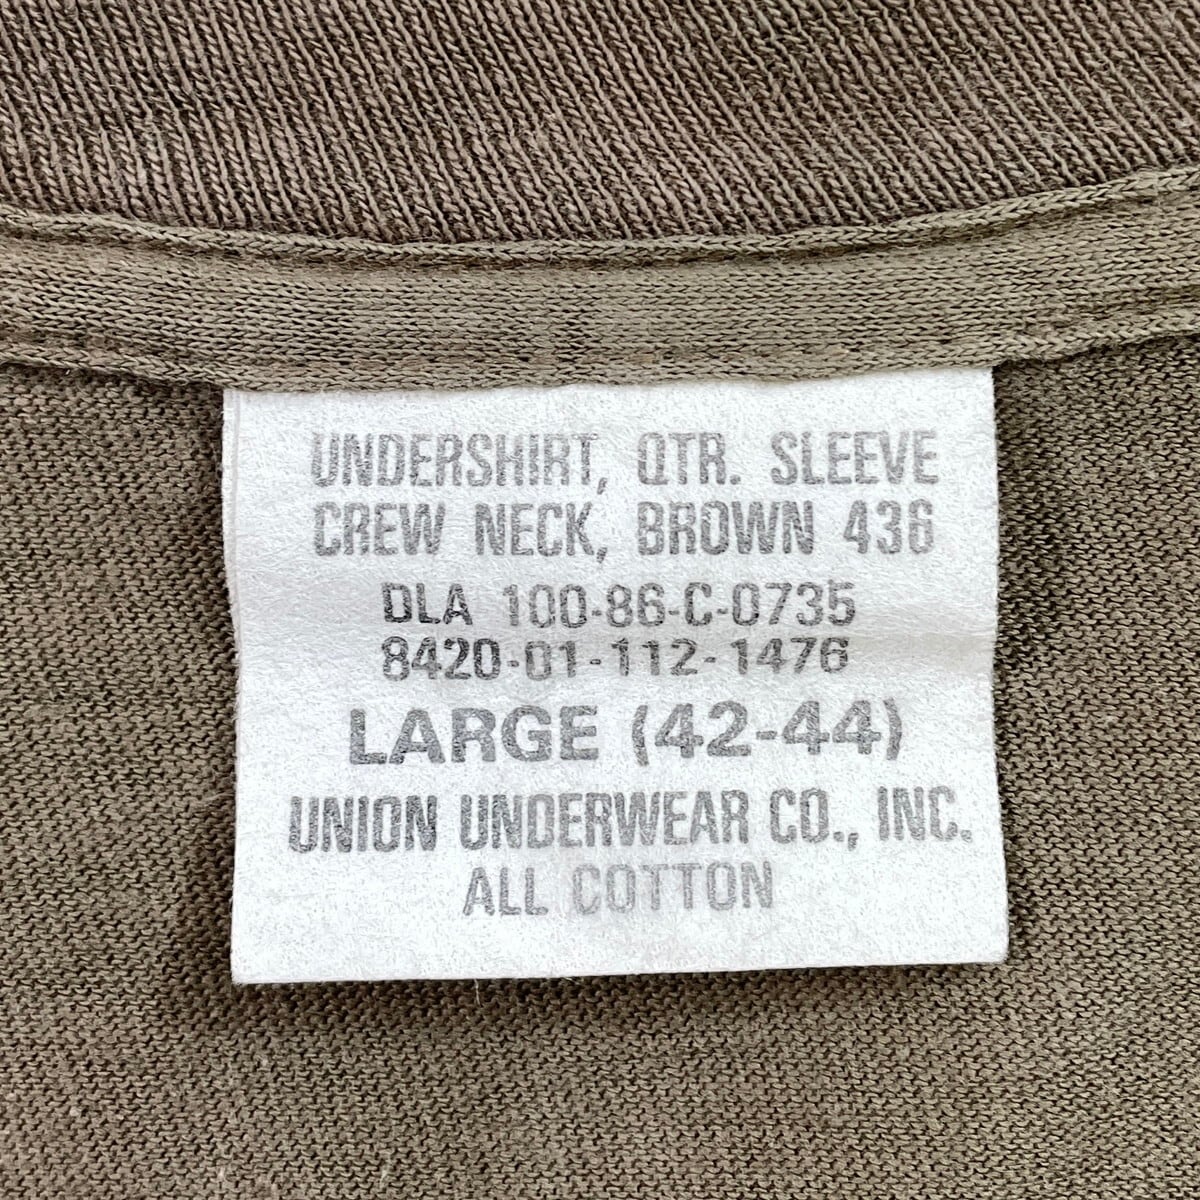 UNDERSHIRT, QTR. SLEEVE
CREW NECK, BROWN 436
DLA 100-86-C-0735
8420-01-112-1476
LARGE (42-44)
UNION UNDERWEAR CO., INC.
ALL COTTON